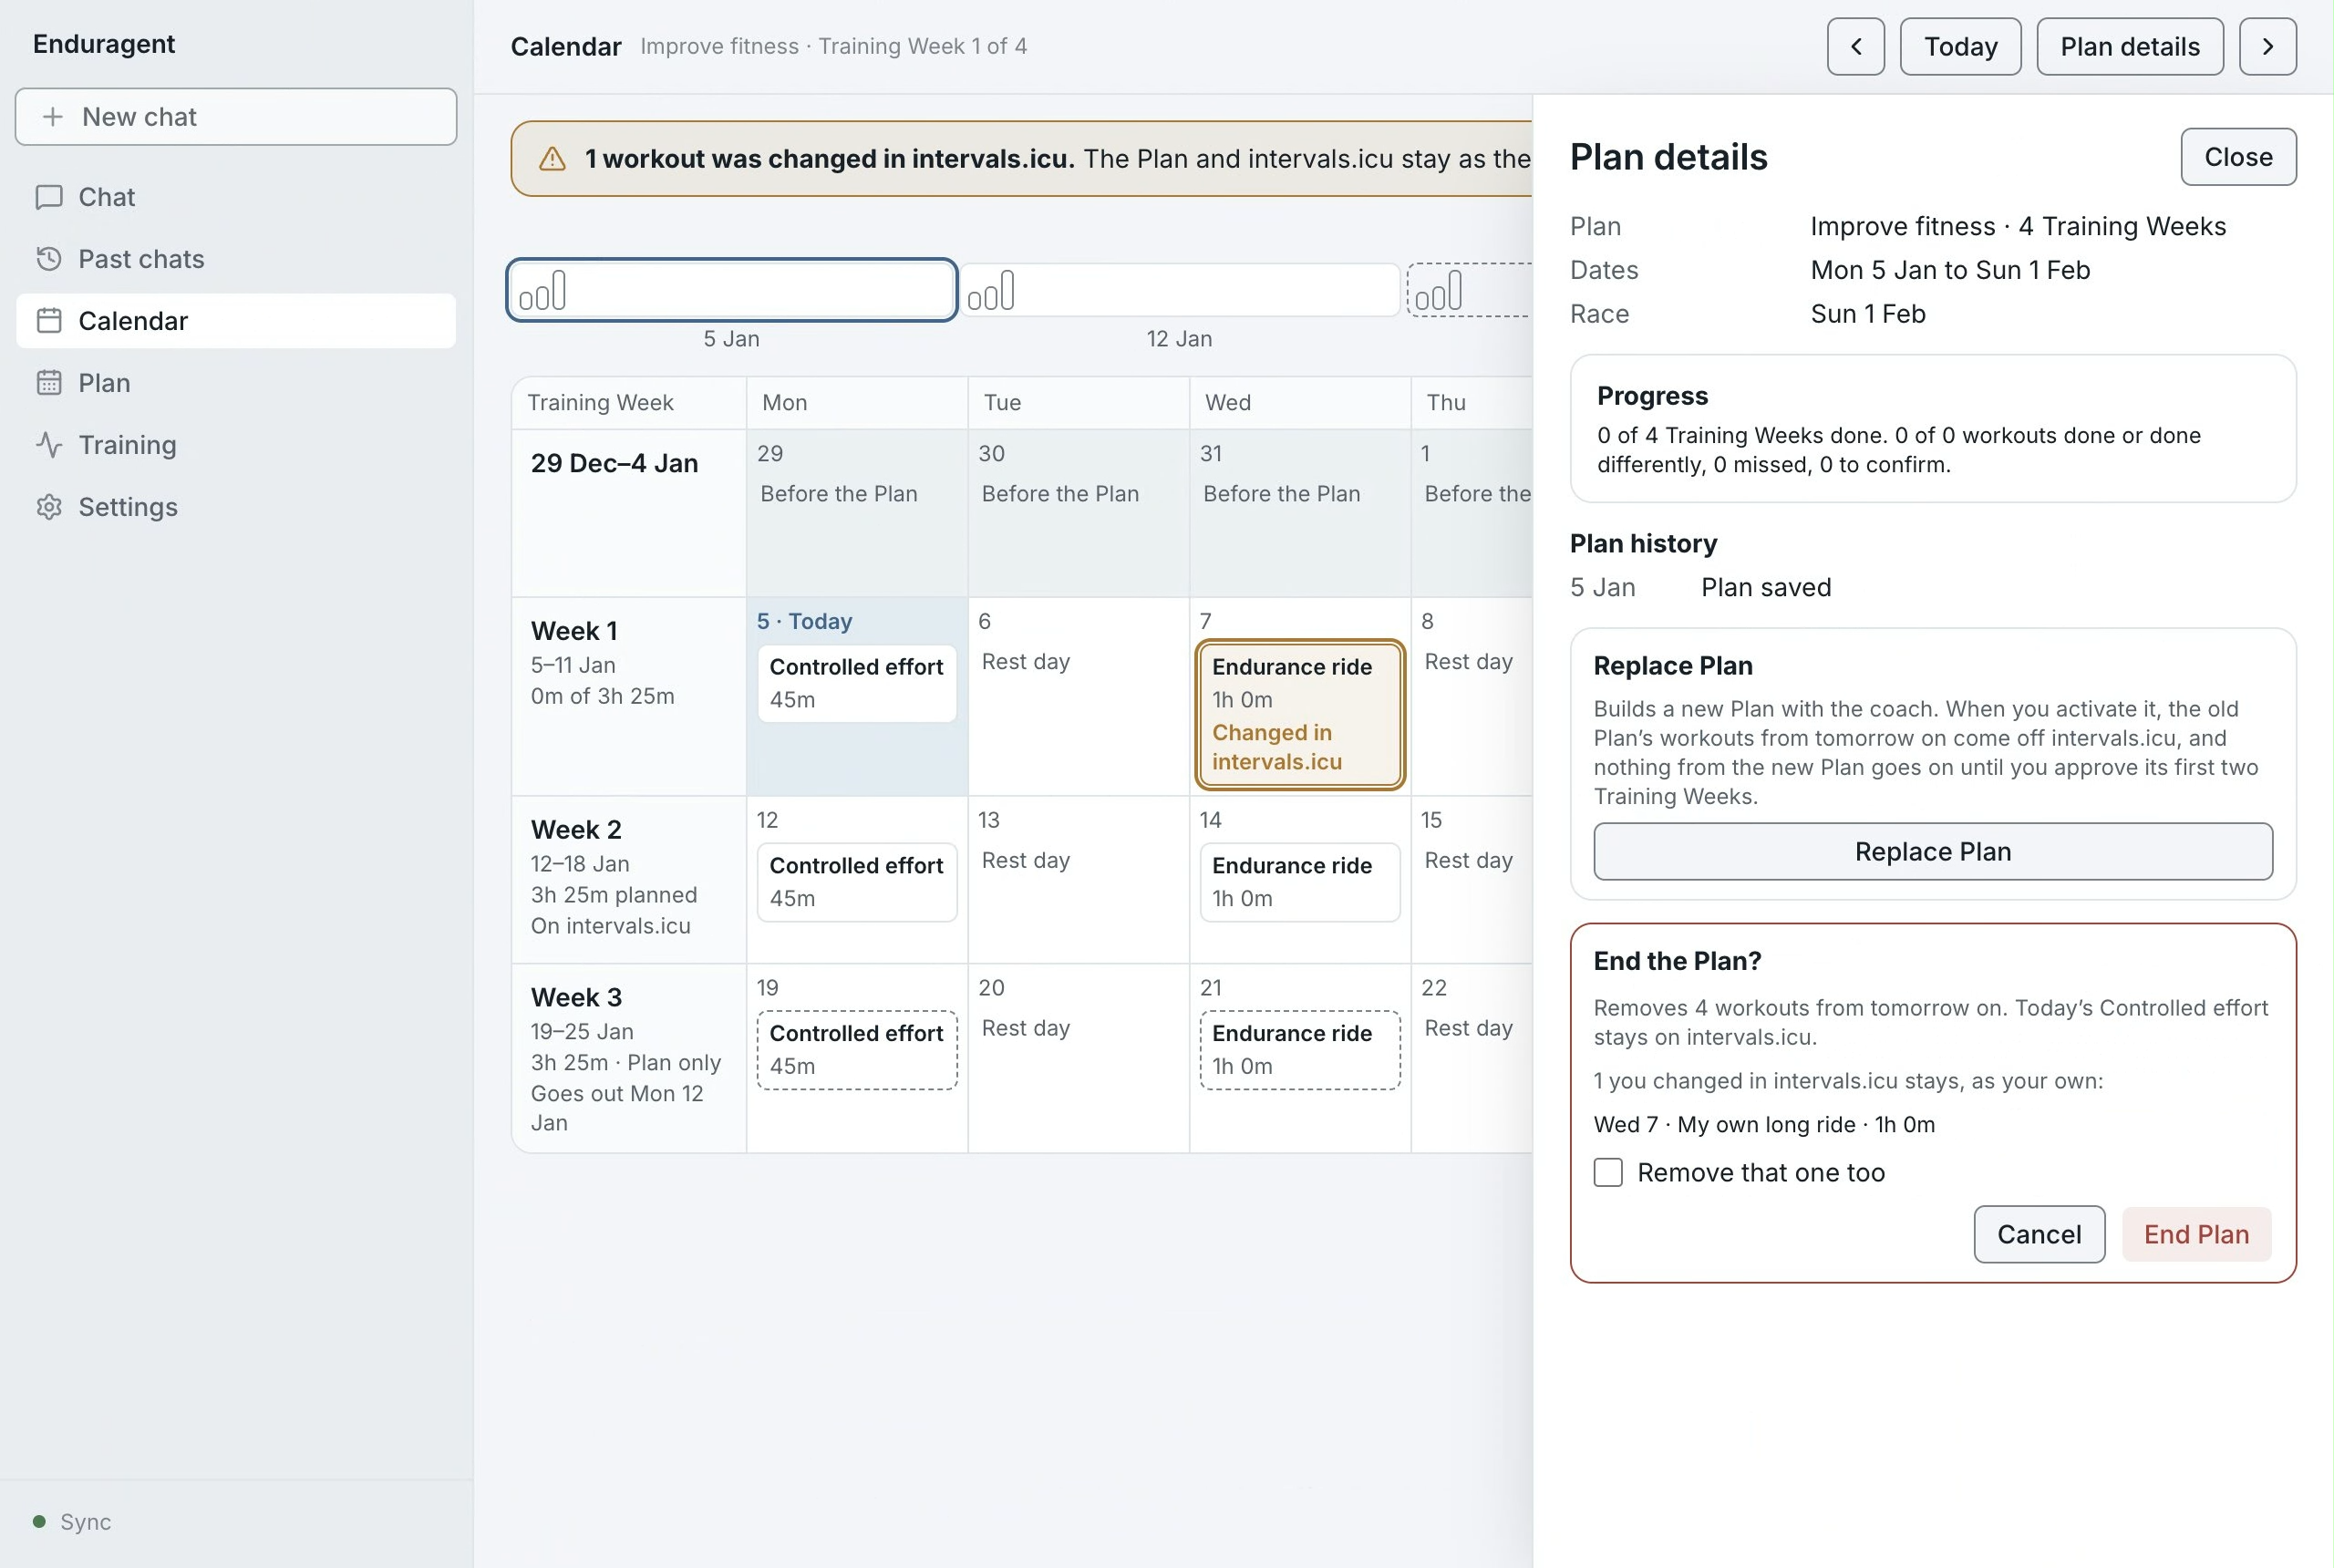 Enduragent
New chat
Chat
Past chats
Calendar
Plan
Training
Settings
Sync
Calendar Improve fitness · Training Week 1 of 4
Today
Plan details
1 workout was changed in intervals.icu. The Plan and intervals.icu stay as the
5 Jan
12 Jan
Training Week Mon Tue Wed Thu
29 Dec–4 Jan
29
Before the Plan
30
Before the Plan
31
Before the Plan
1
Before the
Week 1
5–11 Jan
0m of 3h 25m
5 · Today
Controlled effort
45m
6
Rest day
7
Endurance ride
1h 0m
Changed in
intervals.icu
8
Rest day
Week 2
12–18 Jan
3h 25m planned
On intervals.icu
12
Controlled effort
45m
13
Rest day
14
Endurance ride
1h 0m
15
Rest day
Week 3
19–25 Jan
3h 25m · Plan only
Goes out Mon 12
Jan
19
Controlled effort
45m
20
Rest day
21
Endurance ride
1h 0m
22
Rest day
Plan details
Close
Plan Improve fitness · 4 Training Weeks
Dates Mon 5 Jan to Sun 1 Feb
Race Sun 1 Feb
Progress
0 of 4 Training Weeks done. 0 of 0 workouts done or done
differently, 0 missed, 0 to confirm.
Plan history
5 Jan Plan saved
Replace Plan
Builds a new Plan with the coach. When you activate it, the old
Plan’s workouts from tomorrow on come off intervals.icu, and
nothing from the new Plan goes on until you approve its first two
Training Weeks.
Replace Plan
End the Plan?
Removes 4 workouts from tomorrow on. Today’s Controlled effort
stays on intervals.icu.
1 you changed in intervals.icu stays, as your own:
Wed 7 · My own long ride · 1h 0m
Remove that one too
Cancel
End Plan